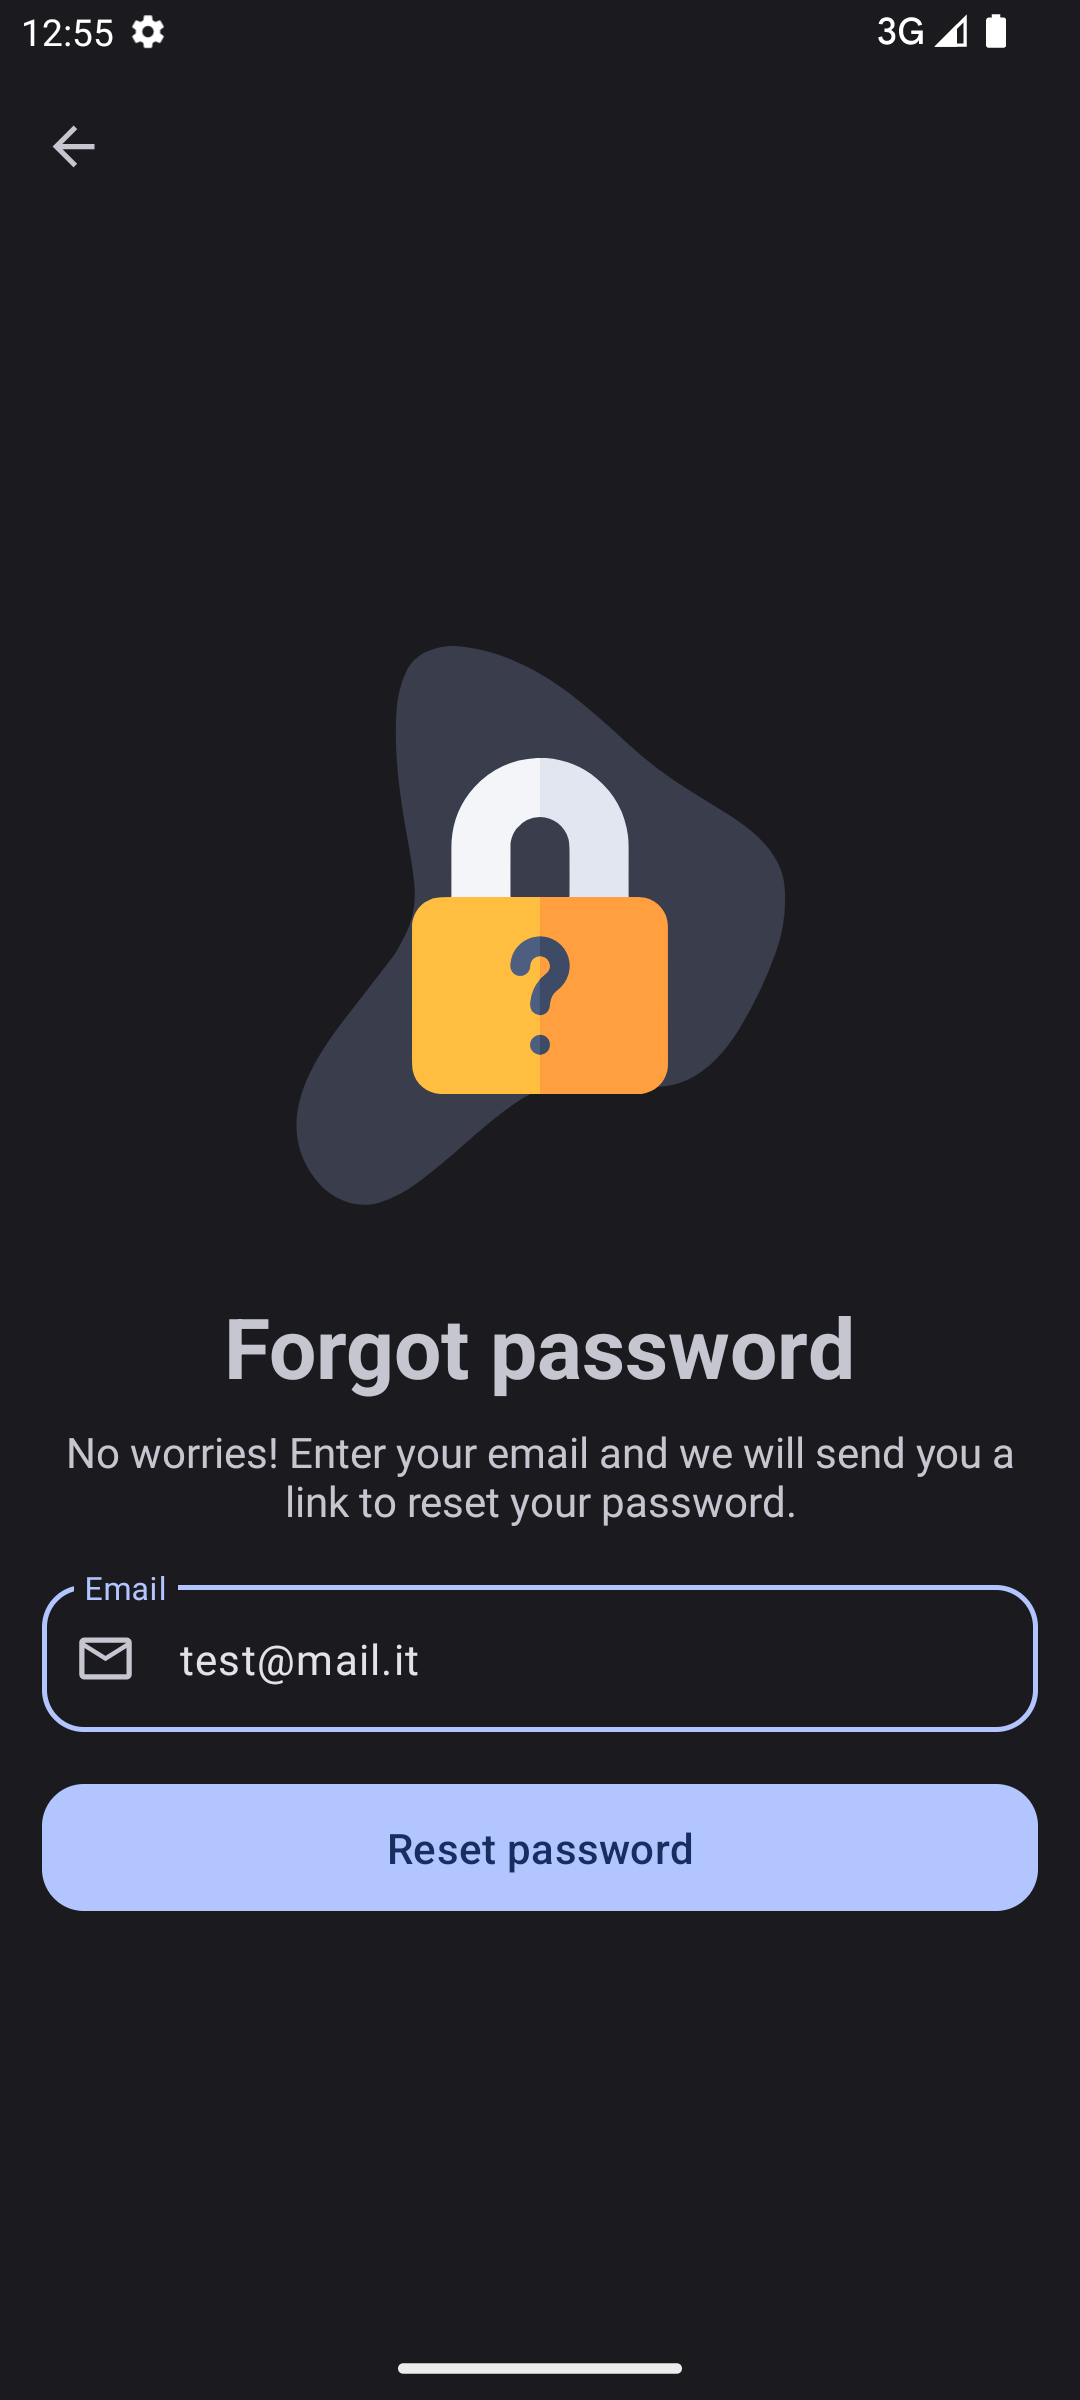 12:55
3G
Forgot password
No worries! Enter your email and we will send you a
link to reset your password.
Email
test@mail.it
Reset password